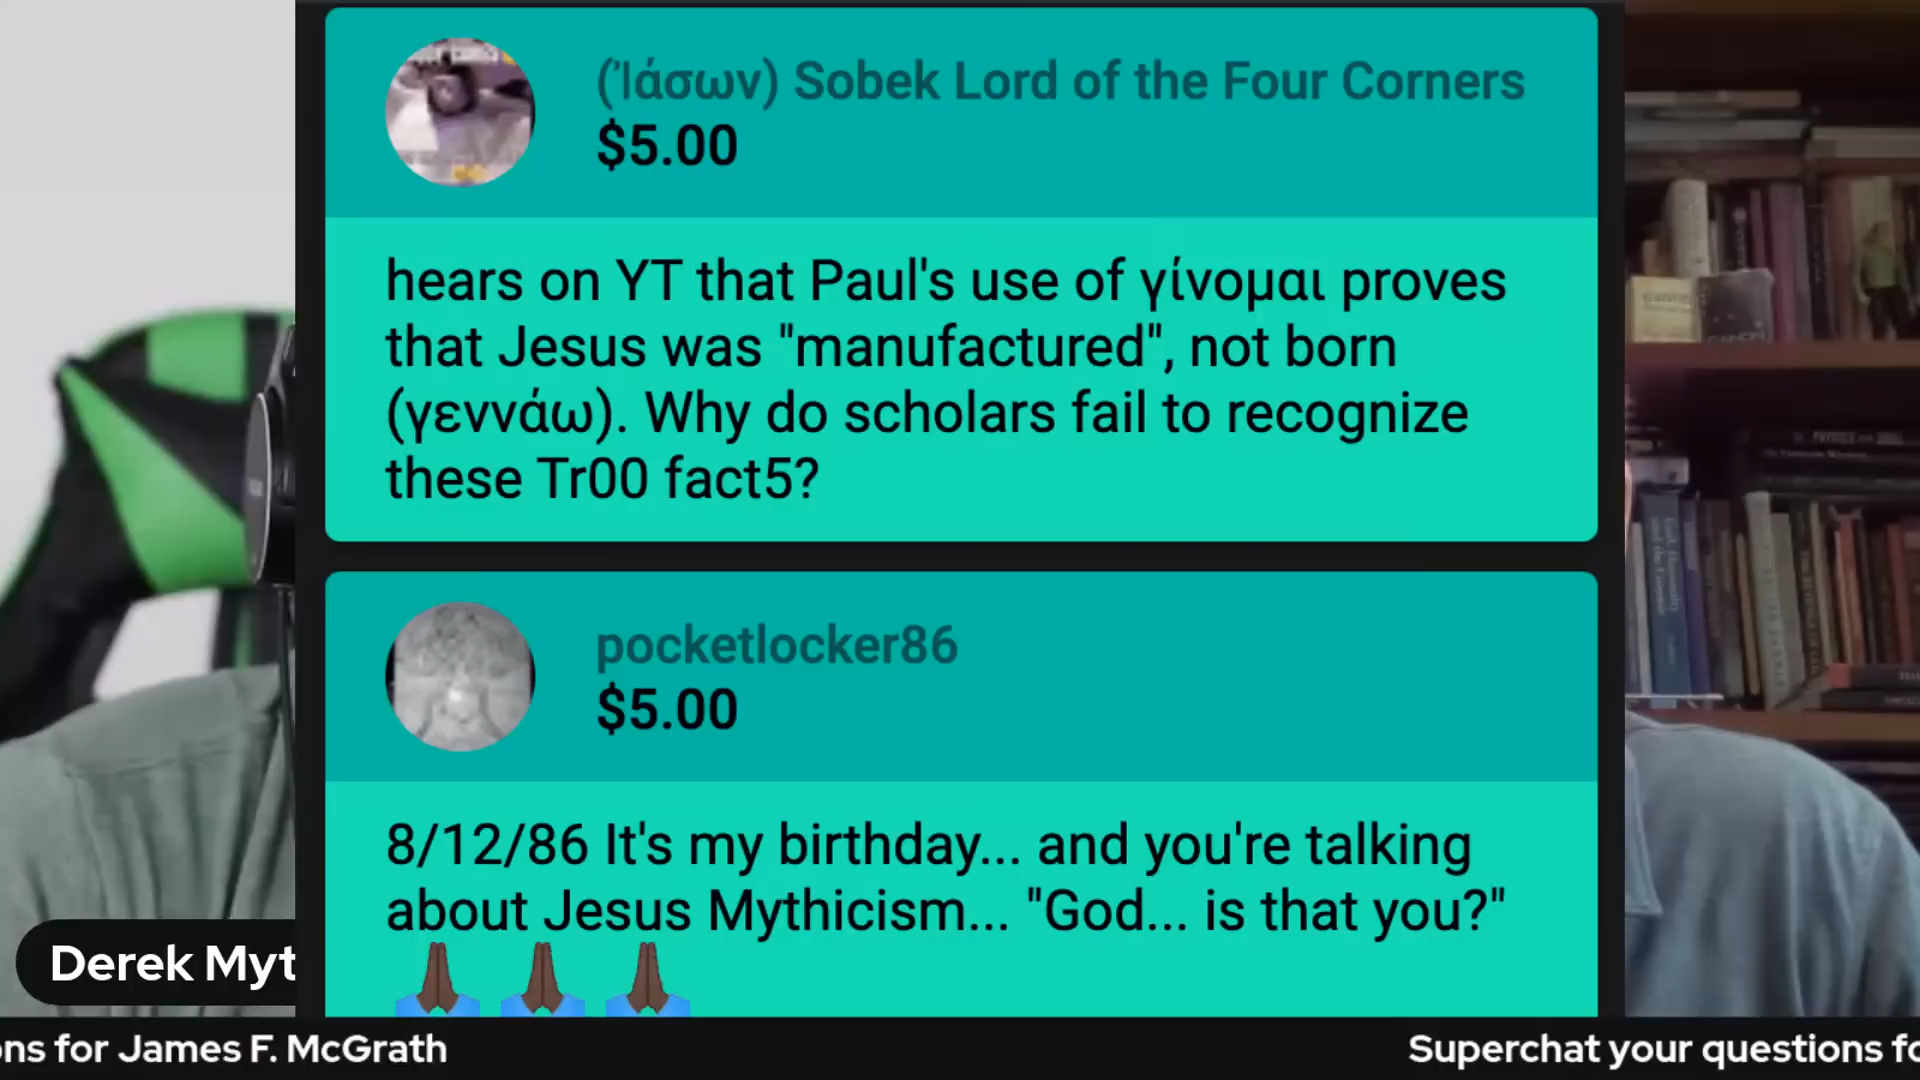 (Ἰάσων) Sobek Lord of the Four Corners
$5.00
hears on YT that Paul's use of γίνομαι proves
that Jesus was "manufactured", not born
(γεννάω). Why do scholars fail to recognize
these Tr00 fact5?
pocketlocker86
$5.00
8/12/86 It's my birthday... and you're talking
about Jesus Mythicism... "God... is that you?"
Derek Myt
ons for James F. McGrath
Superchat your questions fo